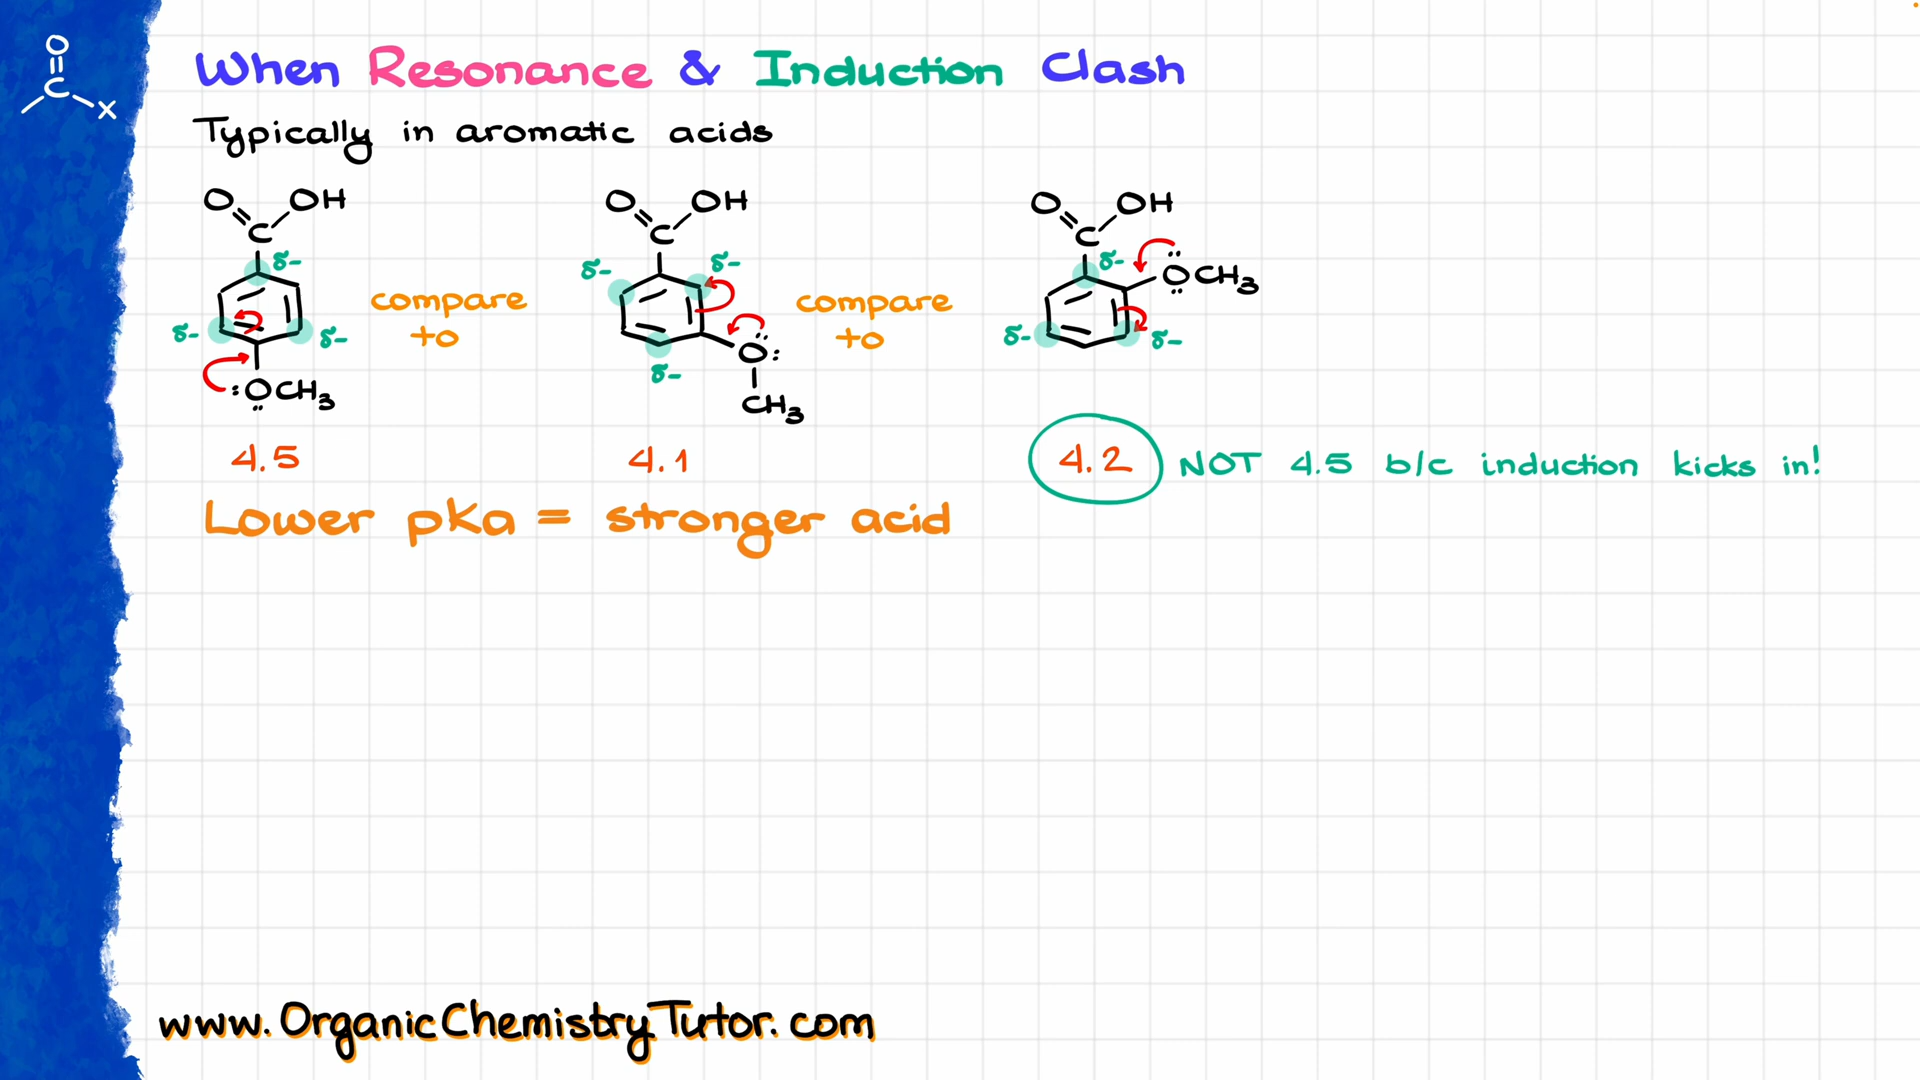 When Resonance & Induction Clash
Typically in aromatic acids
O
C
X
O OH
C
δ-
δ-
δ-
:OCH3
compare
to
O OH
C
δ-
δ-
δ-
O:
CH3
compare
to
O OH
C
δ-
δ-
δ-
OCH3
4.5
4.1
4.2 NOT 4.5 b/c induction kicks in!
Lower pKa = stronger acid
www.OrganicChemistryTutor.com